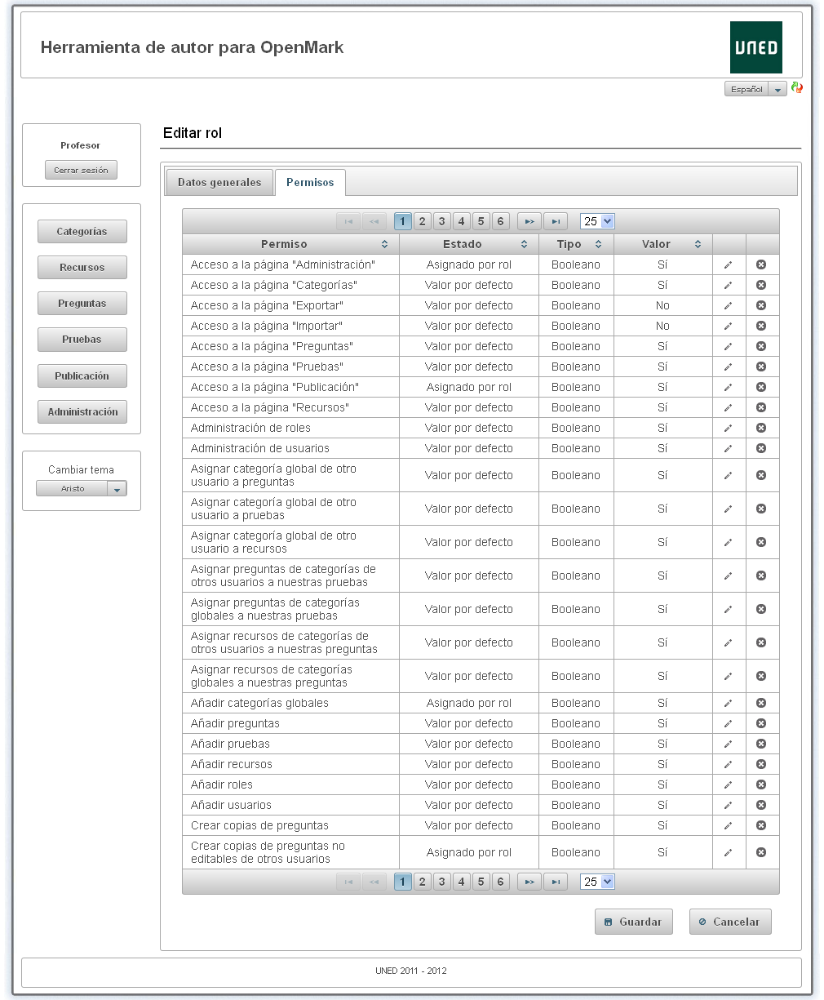 Herramienta de autor para OpenMark
UNED
Español
Profesor
Cerrar sesión
Categorías
Recursos
Preguntas
Pruebas
Publicación
Administración
Cambiar tema
Aristo
Editar rol
Datos generales Permisos
1 2 3 4 5 6 25
Permiso Estado Tipo Valor
Acceso a la página "Administración" Asignado por rol Booleano Sí
Acceso a la página "Categorías" Valor por defecto Booleano Sí
Acceso a la página "Exportar" Valor por defecto Booleano No
Acceso a la página "Importar" Valor por defecto Booleano No
Acceso a la página "Preguntas" Valor por defecto Booleano Sí
Acceso a la página "Pruebas" Valor por defecto Booleano Sí
Acceso a la página "Publicación" Asignado por rol Booleano Sí
Acceso a la página "Recursos" Valor por defecto Booleano Sí
Administración de roles Valor por defecto Booleano Sí
Administración de usuarios Valor por defecto Booleano Sí
Asignar categoría global de otro
usuario a preguntas Valor por defecto Booleano Sí
Asignar categoría global de otro
usuario a pruebas Valor por defecto Booleano Sí
Asignar categoría global de otro
usuario a recursos Valor por defecto Booleano Sí
Asignar preguntas de categorías de
otros usuarios a nuestras pruebas Valor por defecto Booleano Sí
Asignar preguntas de categorías
globales a nuestras pruebas Valor por defecto Booleano Sí
Asignar recursos de categorías de
otros usuarios a nuestras preguntas Valor por defecto Booleano Sí
Asignar recursos de categorías
globales a nuestras preguntas Valor por defecto Booleano Sí
Añadir categorías globales Asignado por rol Booleano Sí
Añadir preguntas Valor por defecto Booleano Sí
Añadir pruebas Valor por defecto Booleano Sí
Añadir recursos Valor por defecto Booleano Sí
Añadir roles Valor por defecto Booleano Sí
Añadir usuarios Valor por defecto Booleano Sí
Crear copias de preguntas Valor por defecto Booleano Sí
Crear copias de preguntas no
editables de otros usuarios Asignado por rol Booleano Sí
1 2 3 4 5 6 25
Guardar Cancelar
UNED 2011 - 2012